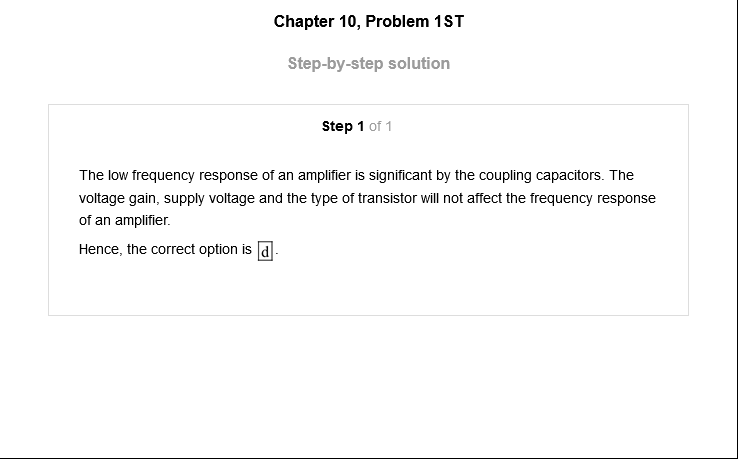 Chapter 10, Problem 1ST
Step-by-step solution
Step 1 of 1
The low frequency response of an amplifier is significant by the coupling capacitors. The
voltage gain, supply voltage and the type of transistor will not affect the frequency response
of an amplifier.
Hence, the correct option is d.